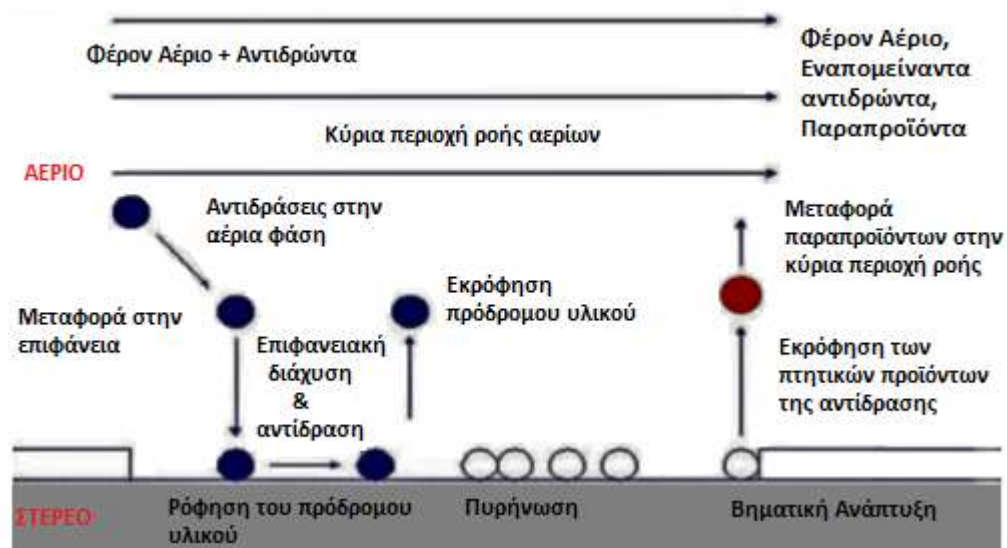 Φέρον Αέριο + Αντιδρώντα
Φέρον Αέριο,
Εναπομείναντα
αντιδρώντα,
Παραπροϊόντα
Κύρια περιοχή ροής αερίων
ΑΕΡΙΟ
Αντιδράσεις στην
αέρια φάση
Μεταφορά
παραπροϊόντων στην
κύρια περιοχή ροής
Μεταφορά στην
επιφάνεια
Εκρόφηση
πρόδρομου υλικού
Επιφανειακή
διάχυση
&
αντίδραση
Εκρόφηση των
πτητικών προϊόντων
της αντίδρασης
ΣΤΕΡΕΟ
Ρόφηση του πρόδρομου
υλικού
Πυρήνωση
Βηματική Ανάπτυξη